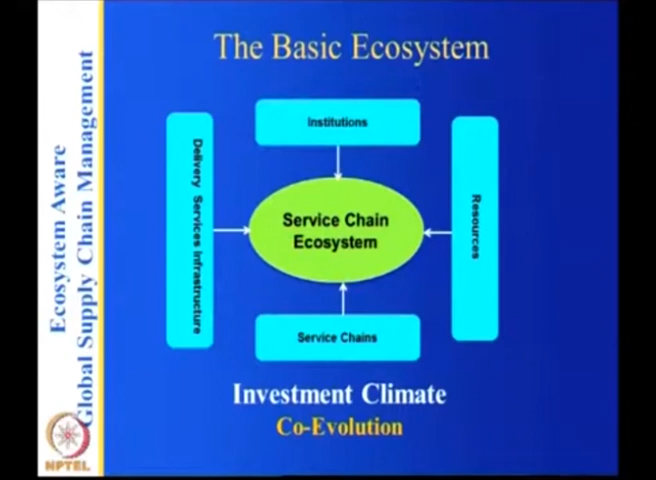 The Basic Ecosystem
Ecosystem Aware
Global Supply Chain Management
Institutions
Delivery Services Infrastructure
Service Chain
Ecosystem
Resources
Service Chains
Investment Climate
Co-Evolution
NPTEL